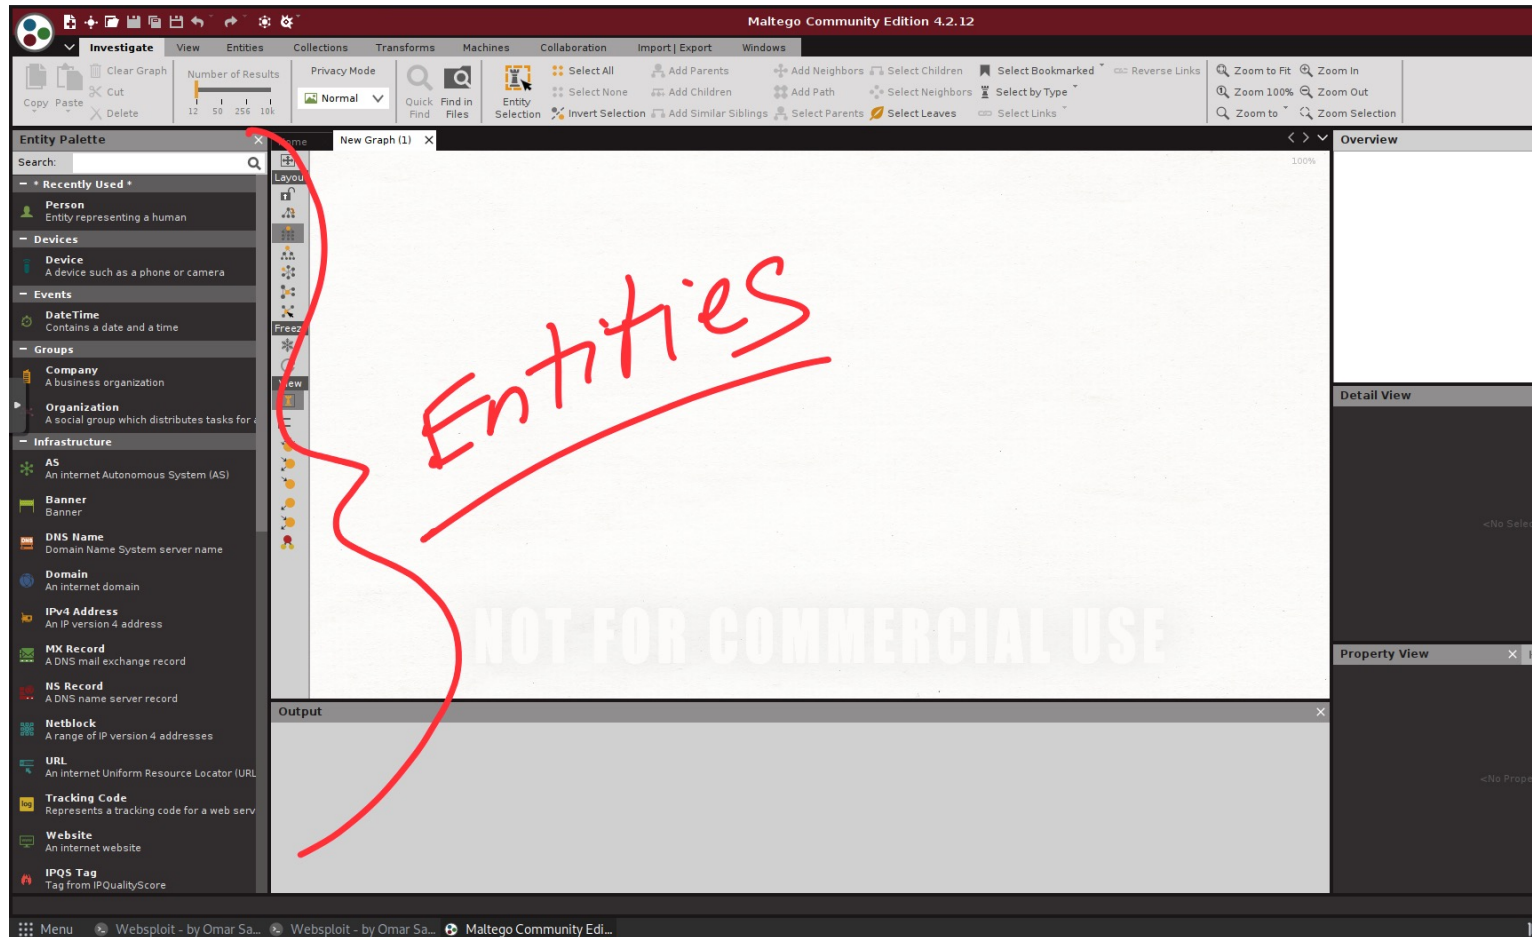 Maltego Community Edition 4.2.12
Investigate View Entities Collections Transforms Machines Collaboration Import | Export Windows
Copy Paste
Clear Graph
Cut
Delete
Number of Results
12 50 256 10k
Privacy Mode
Normal
Quick Find
Find in Files
Entity Selection
Select All
Select None
Invert Selection
Add Parents
Add Children
Add Similar Siblings
Add Neighbors
Add Path
Select Parents
Select Children
Select Neighbors
Select Leaves
Select Bookmarked
Select by Type
Select Links
Reverse Links
Zoom to Fit
Zoom 100%
Zoom to
Zoom In
Zoom Out
Zoom Selection
Entity Palette
Search:
* Recently Used *
Person
Entity representing a human
Devices
Device
A device such as a phone or camera
Events
DateTime
Contains a date and a time
Groups
Company
A business organization
Organization
A social group which distributes tasks for a
Infrastructure
AS
An internet Autonomous System (AS)
Banner
Banner
DNS Name
Domain Name System server name
Domain
An internet domain
IPv4 Address
An IP version 4 address
MX Record
A DNS mail exchange record
NS Record
A DNS name server record
Netblock
A range of IP version 4 addresses
URL
An internet Uniform Resource Locator (URL
Tracking Code
Represents a tracking code for a web serv
Website
An internet website
IPQS Tag
Tag from IPQualityScore
New Graph (1)
Layou
Freez
View
100%
Entities
NOT FOR COMMERCIAL USE
Output
Overview
Detail View
<No Selec
Property View
<No Prope
Menu
Websploit - by Omar Sa...
Websploit - by Omar Sa...
Maltego Community Edi...